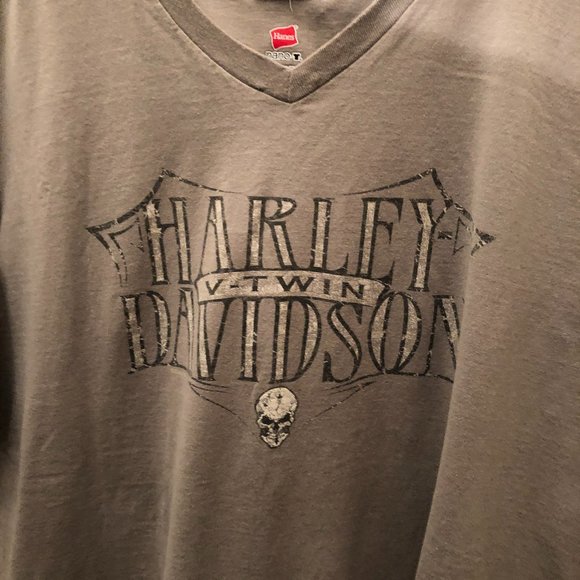 Hanes
HARLEY-
V-TWIN
DAVIDSON